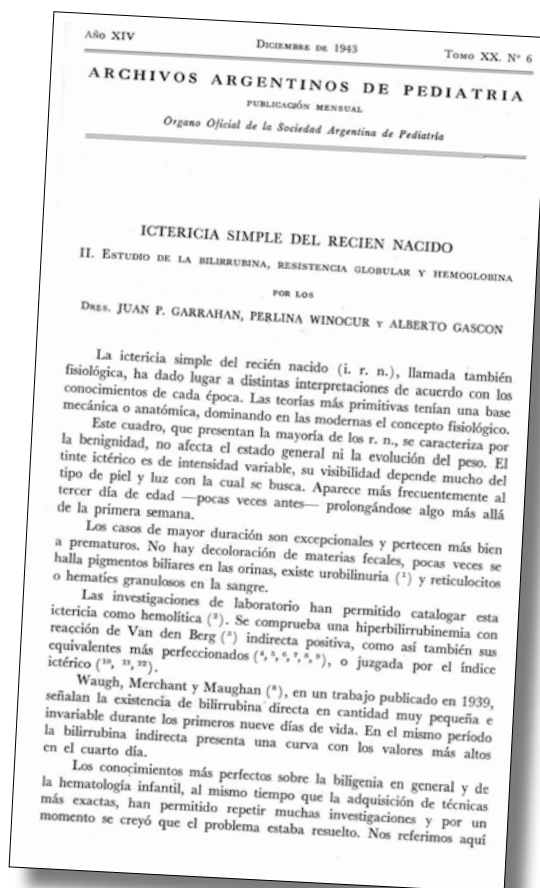 Año XIV
DICIEMBRE DE 1943
TOMO XX. Nº 6
ARCHIVOS ARGENTINOS DE PEDIATRIA
PUBLICACIÓN MENSUAL
Organo Oficial de la Sociedad Argentina de Pediatría
ICTERICIA SIMPLE DEL RECIEN NACIDO
II. ESTUDIO DE LA BILIRRUBINA, RESISTENCIA GLOBULAR Y HEMOGLOBINA
POR LOS
DRES. JUAN P. GARRAHAN, PERLINA WINOCUR Y ALBERTO GASCON
La ictericia simple del recién nacido (i. r. n.), llamada también
fisiológica, ha dado lugar a distintas interpretaciones de acuerdo con los
conocimientos de cada época. Las teorías más primitivas tenían una base
mecánica o anatómica, dominando en las modernas el concepto fisiológico.
Este cuadro, que presentan la mayoría de los r. n., se caracteriza por
la benignidad, no afecta el estado general ni la evolución del peso. El
tinte ictérico es de intensidad variable, su visibilidad depende mucho del
tipo de piel y luz con la cual se busca. Aparece más frecuentemente al
tercer día de edad —pocas veces antes— prolongándose algo más allá
de la primera semana.
Los casos de mayor duración son excepcionales y pertecen más bien
a prematuros. No hay decoloración de materias fecales, pocas veces se
halla pigmentos biliares en las orinas, existe urobilinuria (¹) y reticulocitos
o hematíes granulosos en la sangre.
Las investigaciones de laboratorio han permitido catalogar esta
ictericia como hemolítica (²). Se comprueba una hiperbilirrubinemia con
reacción de Van den Berg (³) indirecta positiva, como así también sus
equivalentes más perfeccionados (⁴,⁵,⁶,⁷,⁸,⁹), o juzgada por el índice
ictérico (¹⁰, ¹¹, ¹²).
Waugh, Merchant y Maughan (⁸), en un trabajo publicado en 1939,
señalan la existencia de bilirrubina directa en cantidad muy pequeña e
invariable durante los primeros nueve días de vida. En el mismo período
la bilirrubina indirecta presenta una curva con los valores más altos
en el cuarto día.
Los conocimientos más perfectos sobre la biligenia en general y de
la hematología infantil, al mismo tiempo que la adquisición de técnicas
más exactas, han permitido repetir muchas investigaciones y por un
momento se creyó que el problema estaba resuelto. Nos referimos aquí